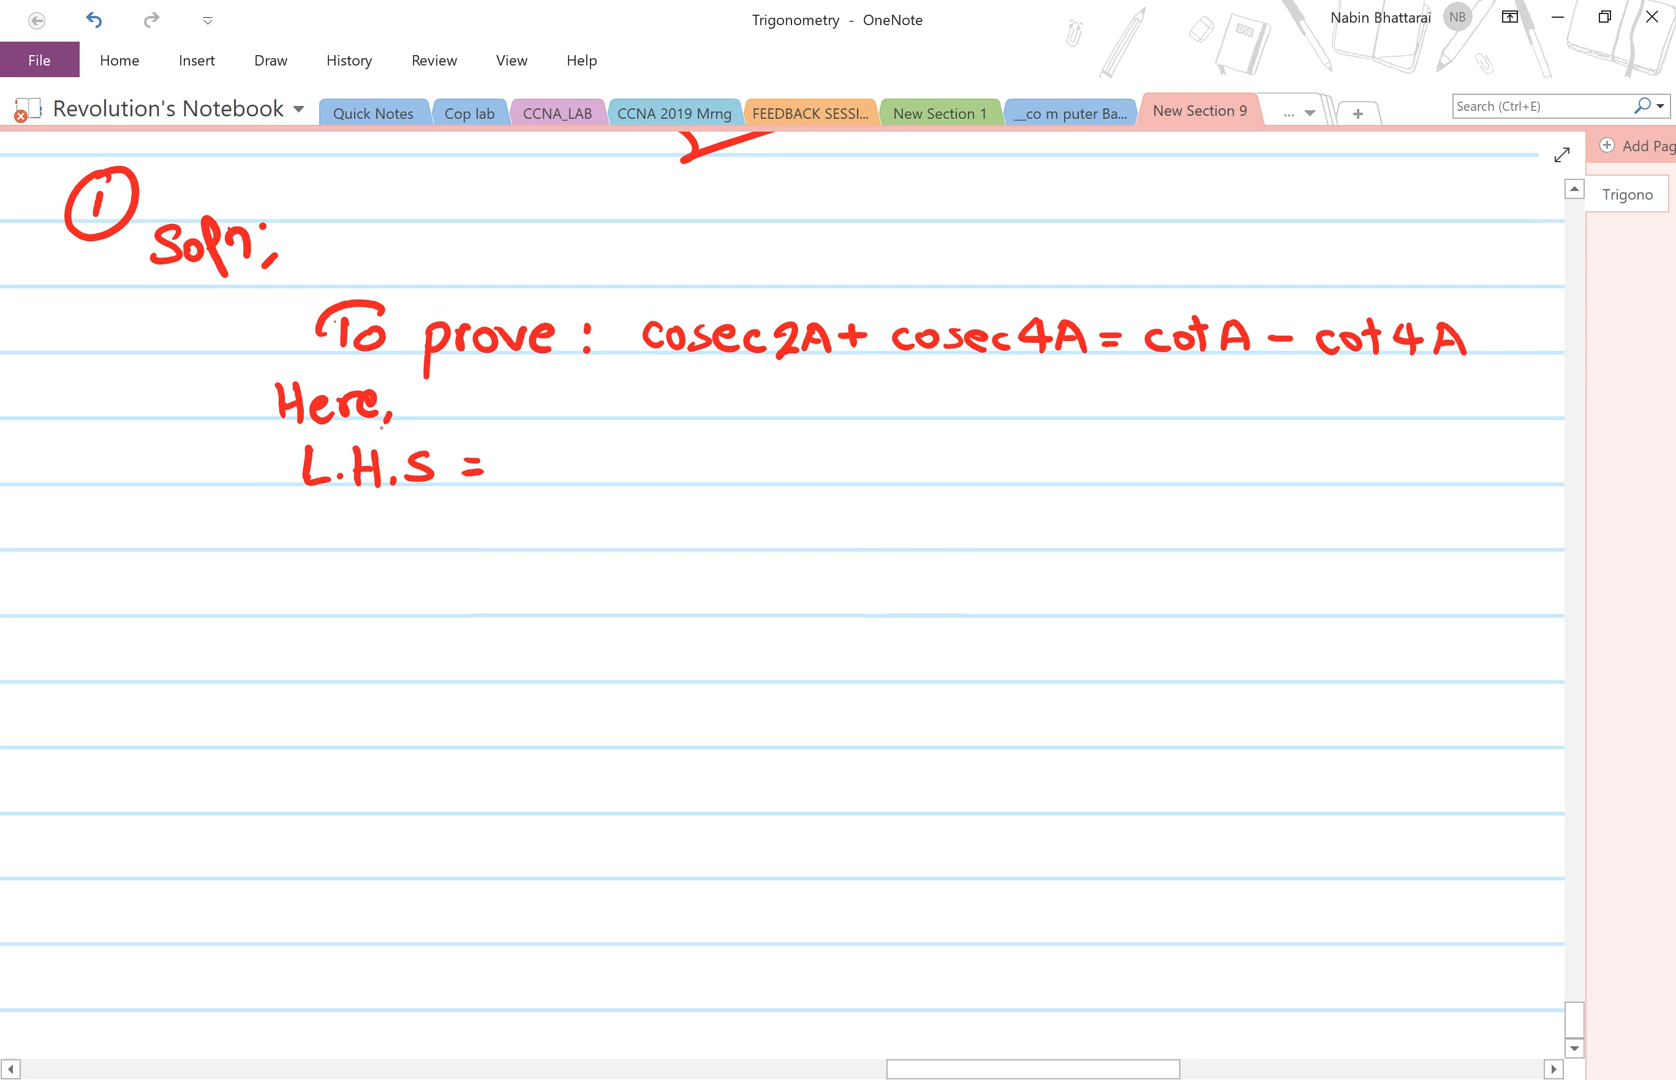 Trigonometry - OneNote
Nabin Bhattarai NB
File Home Insert Draw History Review View Help
Revolution's Notebook
Quick Notes Cop lab CCNA_LAB CCNA 2019 Mrng FEEDBACK SESSI... New Section 1 __co m puter Ba... New Section 9 ...
Search (Ctrl+E)
Add Pag
Trigono
1
Soln;
To prove : cosec2A + cosec4A = cotA - cot4A
Here,
L.H.S =